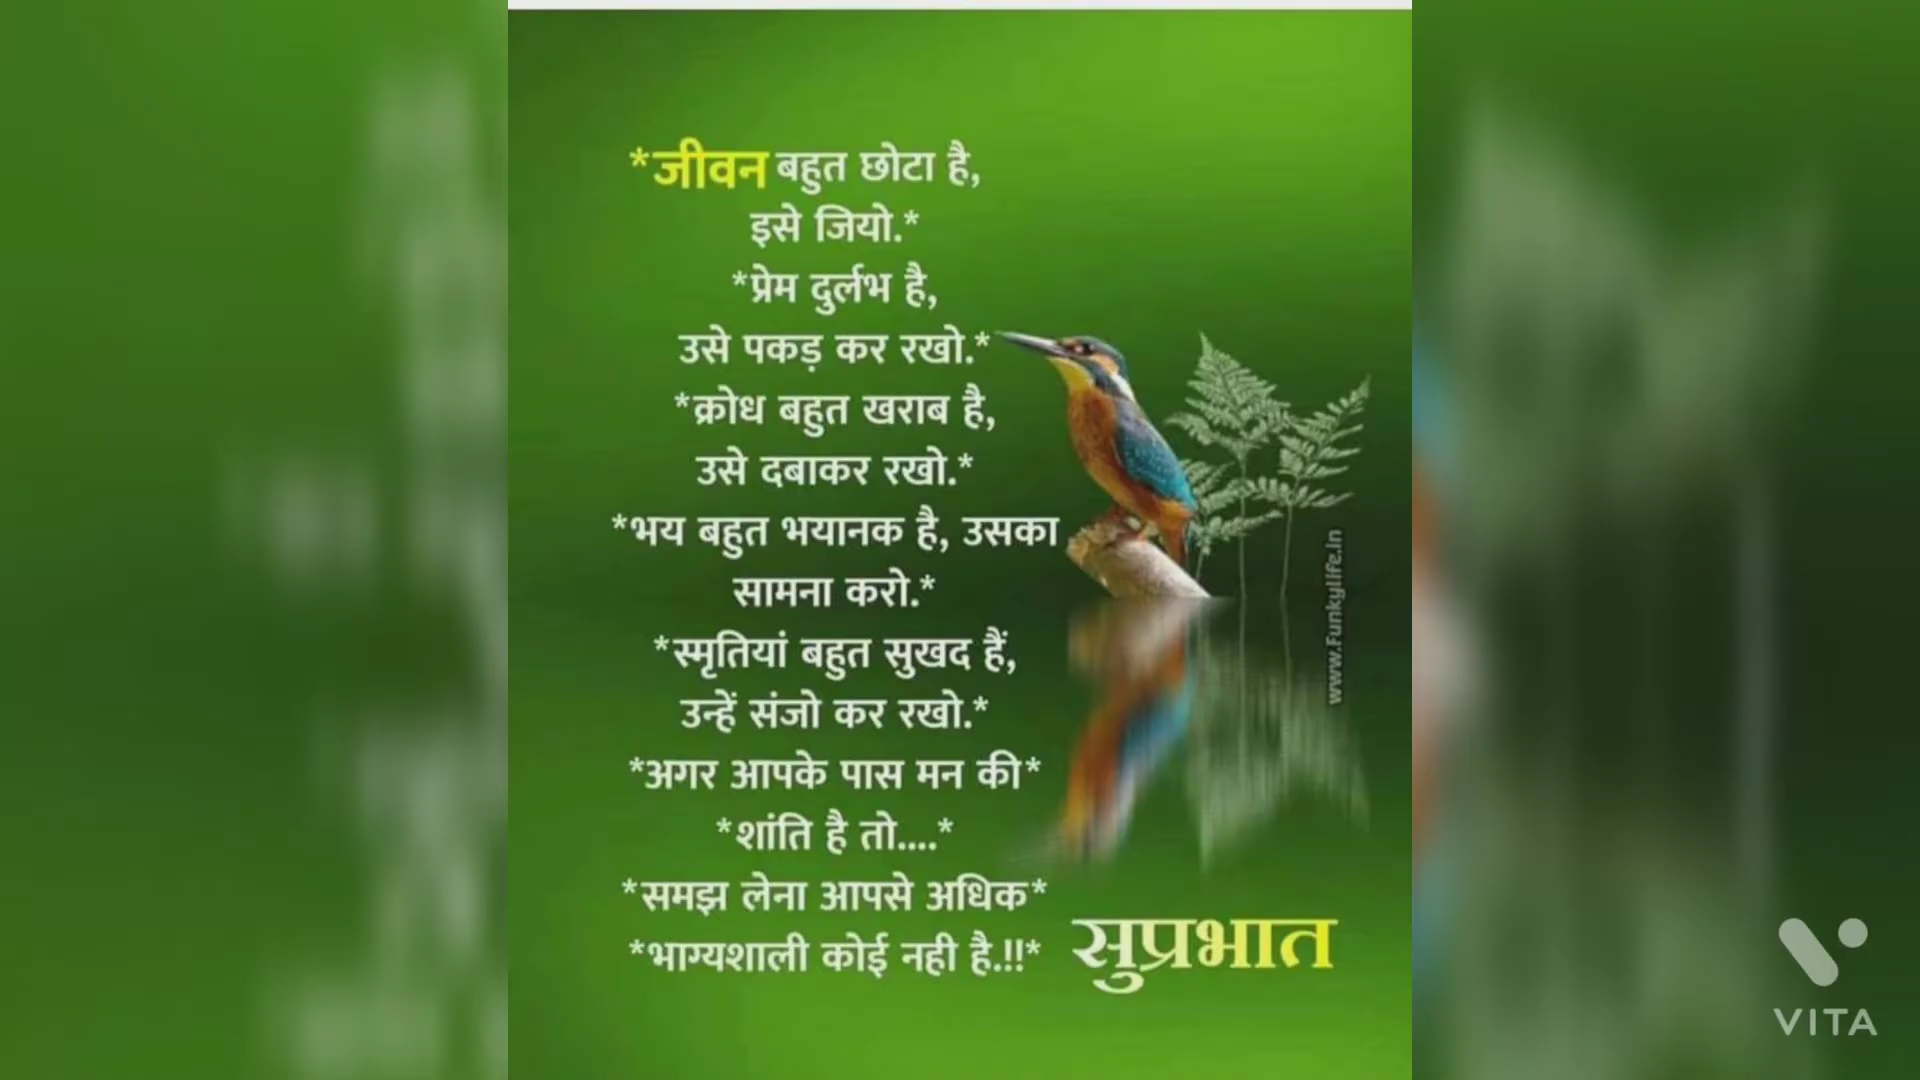 *जीवन बहुत छोटा है,
इसे जियो.*
*प्रेम दुर्लभ है,
उसे पकड़ कर रखो.*
*क्रोध बहुत खराब है,
उसे दबाकर रखो.*
*भय बहुत भयानक है, उसका
सामना करो.*
*स्मृतियां बहुत सुखद हैं,
उन्हें संजो कर रखो.*
*अगर आपके पास मन की*
*शांति है तो....*
*समझ लेना आपसे अधिक*
*भाग्यशाली कोई नही है.!!*
सुप्रभात
www.Funkylife.in
VITA